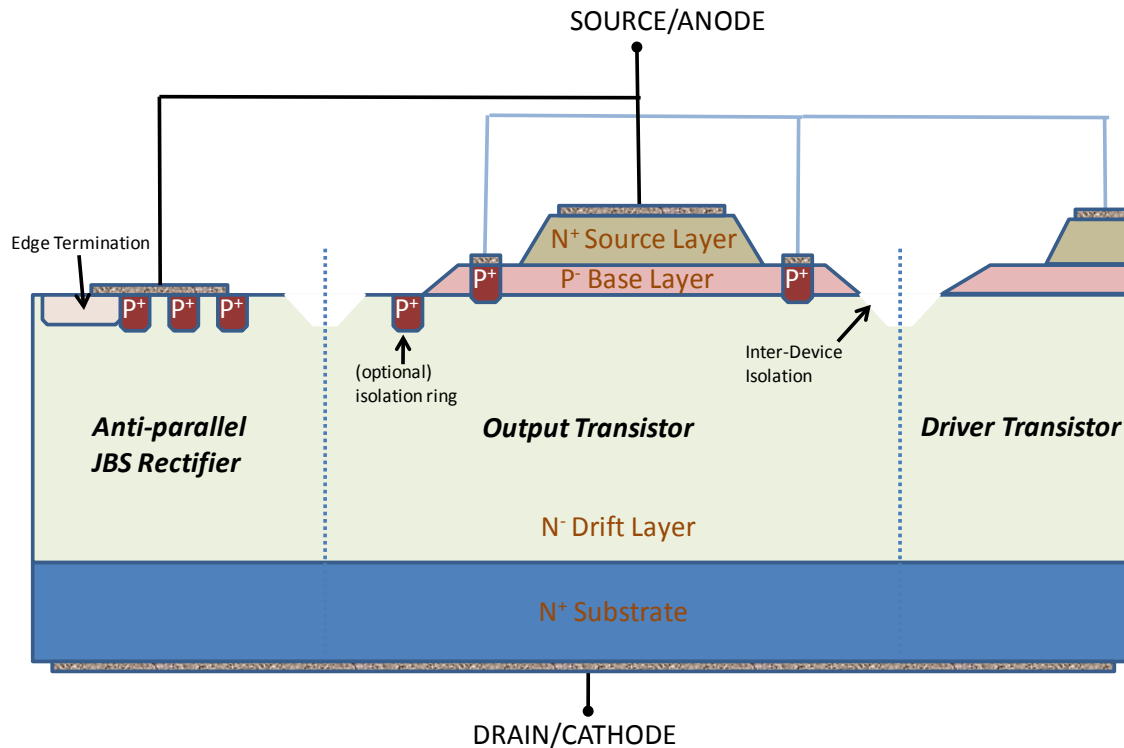 SOURCE/ANODE
Edge Termination
N+ Source Layer
P- Base Layer
P+
P+
P+
P+
P+
P+
(optional)
isolation ring
Inter-Device
Isolation
Anti-parallel
JBS Rectifier
Output Transistor
Driver Transistor
N- Drift Layer
N+ Substrate
DRAIN/CATHODE